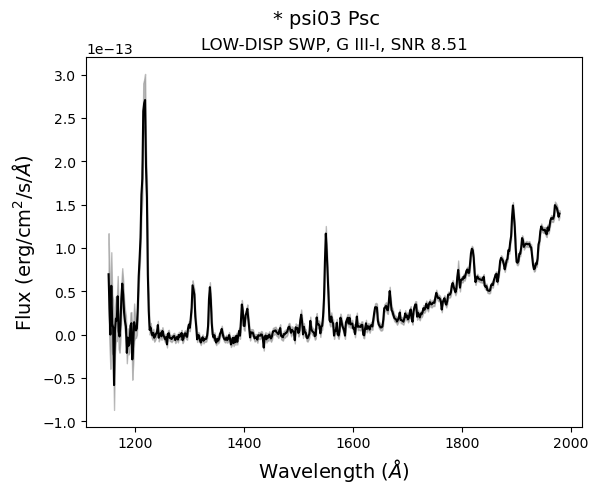 * psi03 Psc
LOW-DISP SWP, G III-I, SNR 8.51
1e−13
3.0
2.5
2.0
1.5
1.0
0.5
0.0
−0.5
−1.0
Flux (erg/cm²/s/Å)
1200 1400 1600 1800 2000
Wavelength (Å)